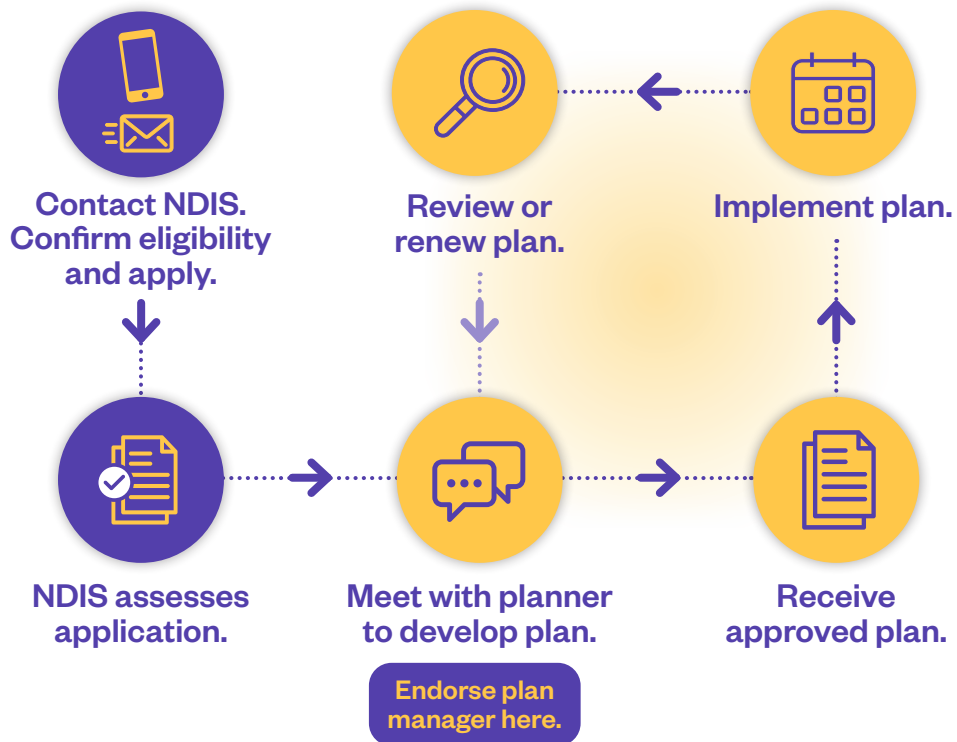 Contact NDIS.
Confirm eligibility
and apply.
Review or
renew plan.
Implement plan.
NDIS assesses
application.
Meet with planner
to develop plan.
Receive
approved plan.
Endorse plan
manager here.